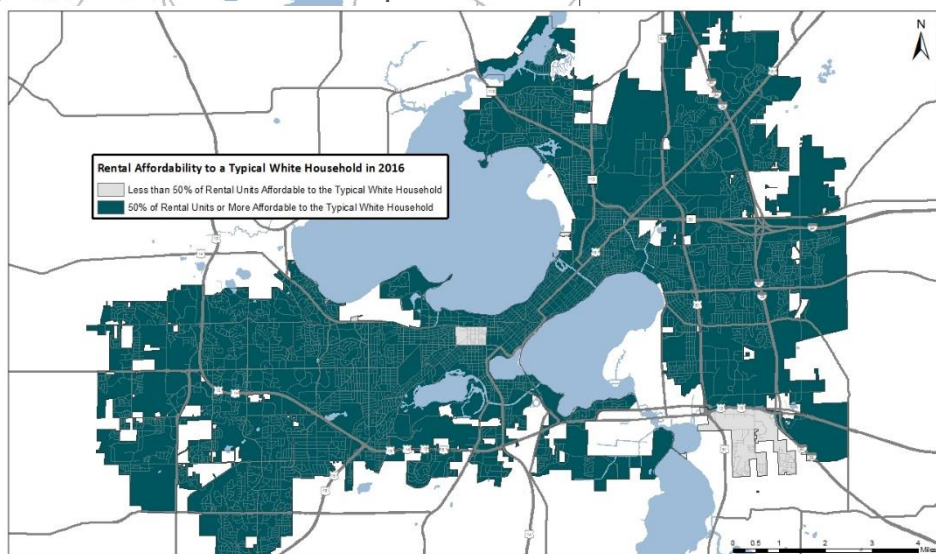 N
Rental Affordability to a Typical White Household in 2016
Less than 50% of Rental Units Affordable to the Typical White Household
50% of Rental Units or More Affordable to the Typical White Household
0 0.5 1 2 3 4
Miles